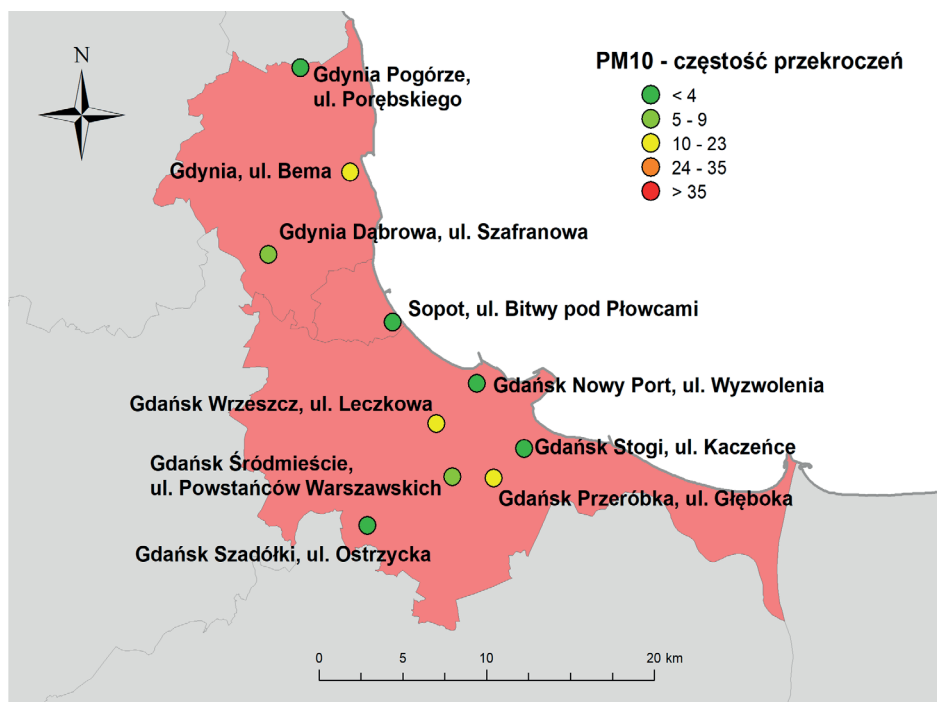 N
PM10 - częstość przekroczeń
< 4
5 - 9
10 - 23
24 - 35
> 35
Gdynia Pogórze,
ul. Porębskiego
Gdynia, ul. Bema
Gdynia Dąbrowa, ul. Szafranowa
Sopot, ul. Bitwy pod Płowcami
Gdańsk Nowy Port, ul. Wyzwolenia
Gdańsk Wrzeszcz, ul. Leczkowa
Gdańsk Stogi, ul. Kaczeńce
Gdańsk Śródmieście,
ul. Powstańców Warszawskich
Gdańsk Przeróbka, ul. Głęboka
Gdańsk Szadółki, ul. Ostrzycka
0 5 10 20 km